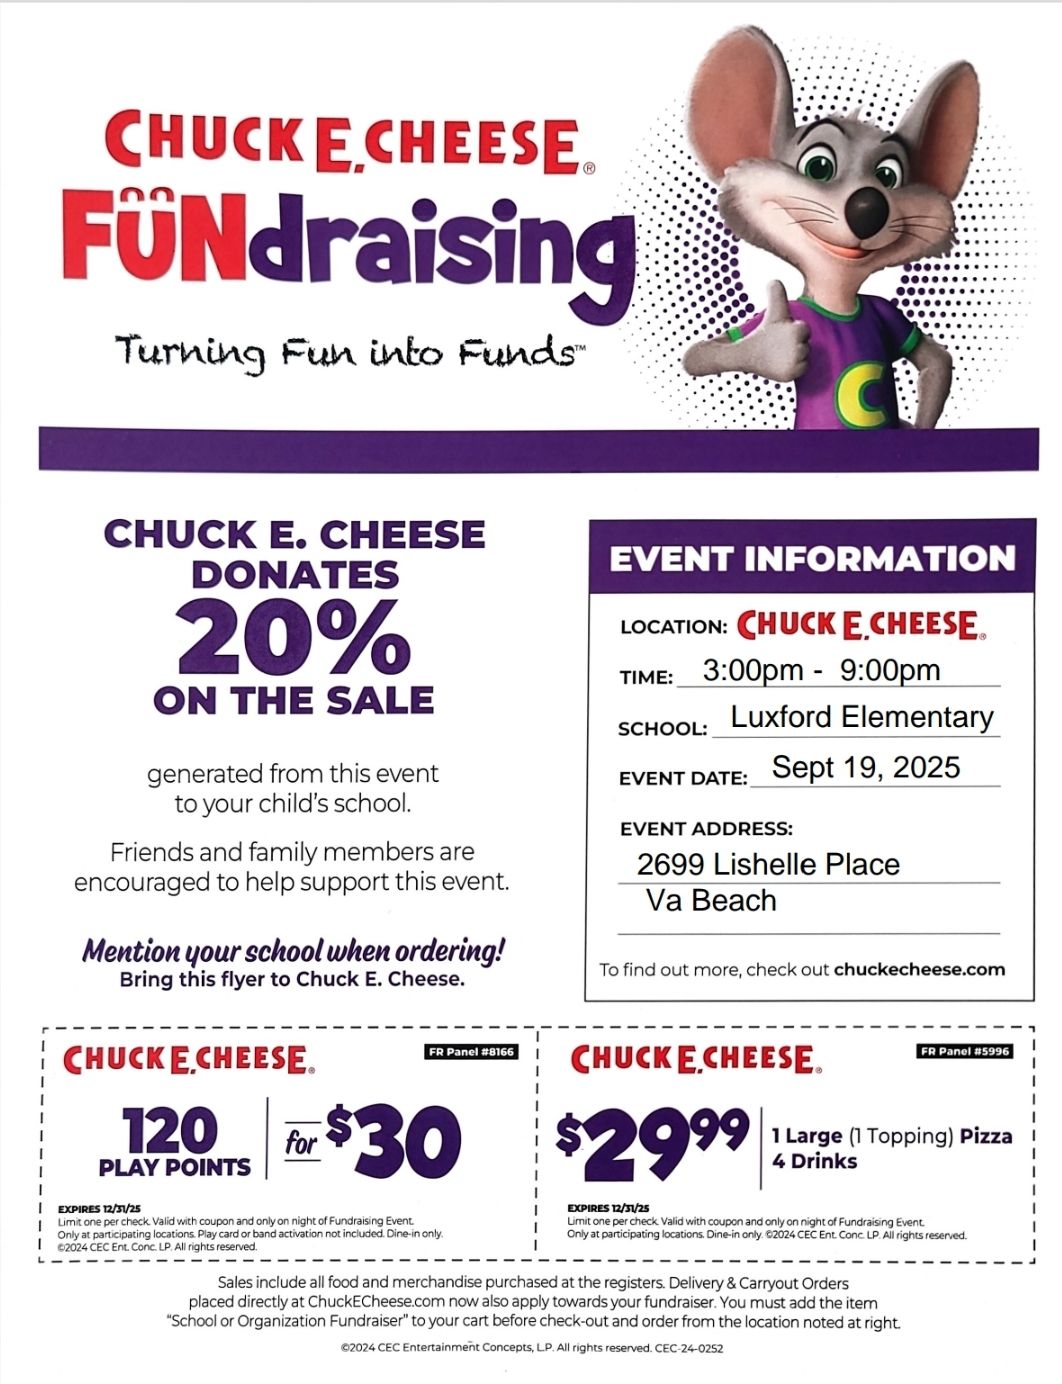 CHUCK E. CHEESE®
FUNdraising
Turning Fun into Funds™
CHUCK E. CHEESE
DONATES
20%
ON THE SALE
generated from this event
to your child's school.
Friends and family members are
encouraged to help support this event.
Mention your school when ordering!
Bring this flyer to Chuck E. Cheese.
EVENT INFORMATION
LOCATION: CHUCK E. CHEESE®
TIME: 3:00pm - 9:00pm
SCHOOL: Luxford Elementary
EVENT DATE: Sept 19, 2025
EVENT ADDRESS:
2699 Lishelle Place
Va Beach
To find out more, check out chuckecheese.com
CHUCK E. CHEESE®
FR Panel #8166
120
PLAY POINTS
for $30
EXPIRES 12/31/25
Limit one per check. Valid with coupon and only on night of Fundraising Event.
Only at participating locations. Play card or band activation not included. Dine-in only.
©2024 CEC Ent. Conc. LP. All rights reserved.
CHUCK E. CHEESE®
FR Panel #5996
$29.99
1 Large (1 Topping) Pizza
4 Drinks
EXPIRES 12/31/25
Limit one per check. Valid with coupon and only on night of Fundraising Event.
Only at participating locations. Dine-in only. ©2024 CEC Ent. Conc. LP. All rights reserved.
Sales include all food and merchandise purchased at the registers. Delivery & Carryout Orders
placed directly at ChuckECheese.com now also apply towards your fundraiser. You must add the item
"School or Organization Fundraiser" to your cart before check-out and order from the location noted at right.
©2024 CEC Entertainment Concepts, L.P. All rights reserved. CEC-24-0252
C